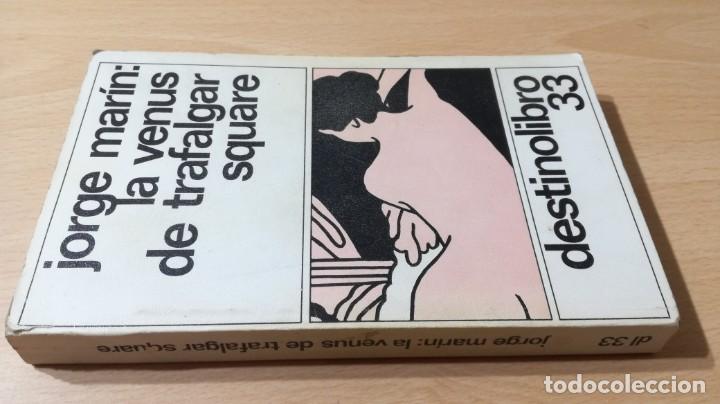 jorge marín:
la venus
de trafalgar
square
destinolibro
33
jorge marín: la venus de trafalgar square
dl 33
todocoleccion.net